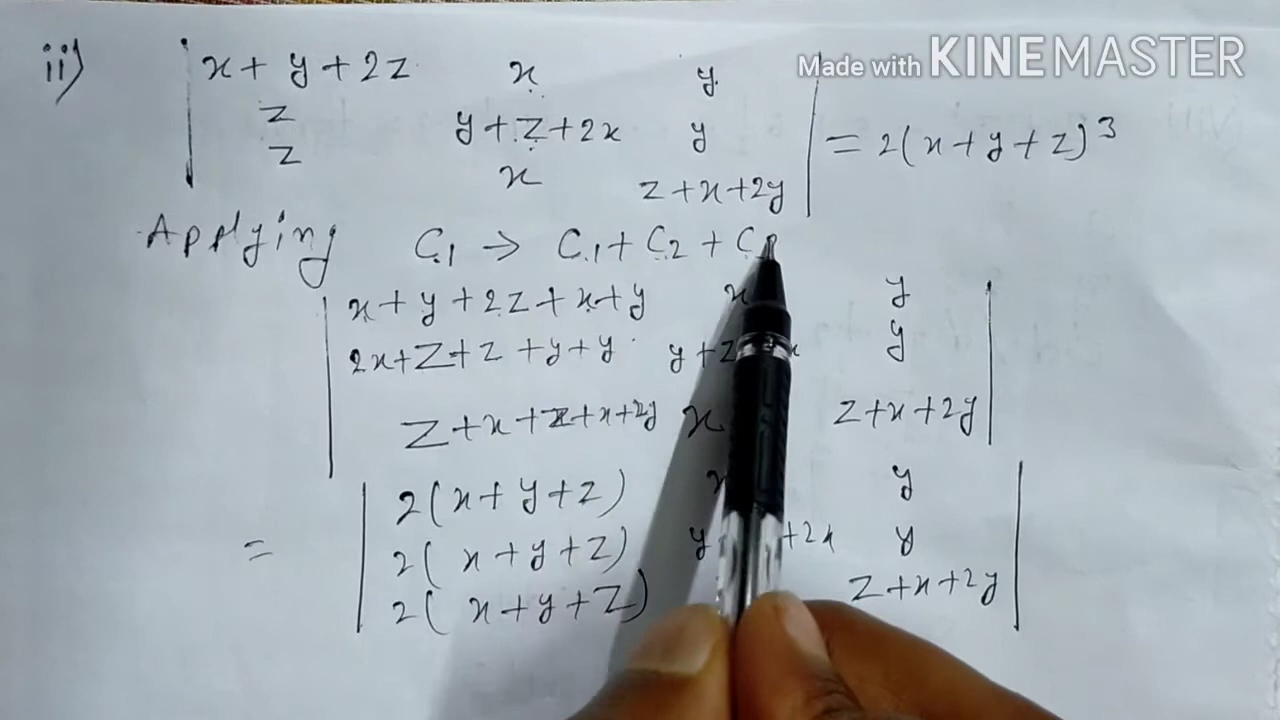 Made with KINEMASTER
ii) | x + y + 2z x y |
| z y + z + 2x y | = 2(x + y + z)^3
| z x z + x + 2y |
Applying C1 → C1 + C2 + C
| x + y + 2z + x + y x y |
| 2x + z + z + y + y y + z x y |
| z + x + z + x + 2y x z + x + 2y |
= | 2(x + y + z) y |
| 2(x + y + z) y + 2x y |
| 2(x + y + z) z + x + 2y |